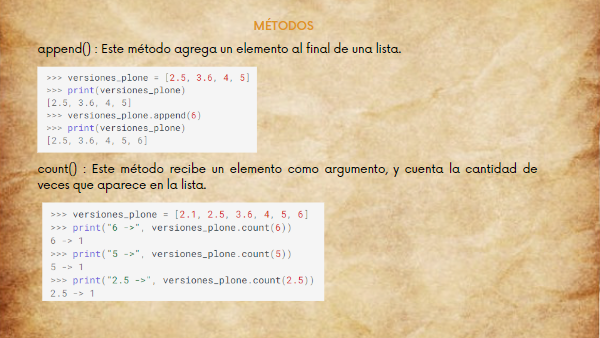 MÉTODOS
append() : Este método agrega un elemento al final de una lista.
>>> versiones_plone = [2.5, 3.6, 4, 5]
>>> print(versiones_plone)
[2.5, 3.6, 4, 5]
>>> versiones_plone.append(6)
>>> print(versiones_plone)
[2.5, 3.6, 4, 5, 6]
count() : Este método recibe un elemento como argumento, y cuenta la cantidad de
veces que aparece en la lista.
>>> versiones_plone = [2.1, 2.5, 3.6, 4, 5, 6]
>>> print("6 ->", versiones_plone.count(6))
6 -> 1
>>> print("5 ->", versiones_plone.count(5))
5 -> 1
>>> print("2.5 ->", versiones_plone.count(2.5))
2.5 -> 1